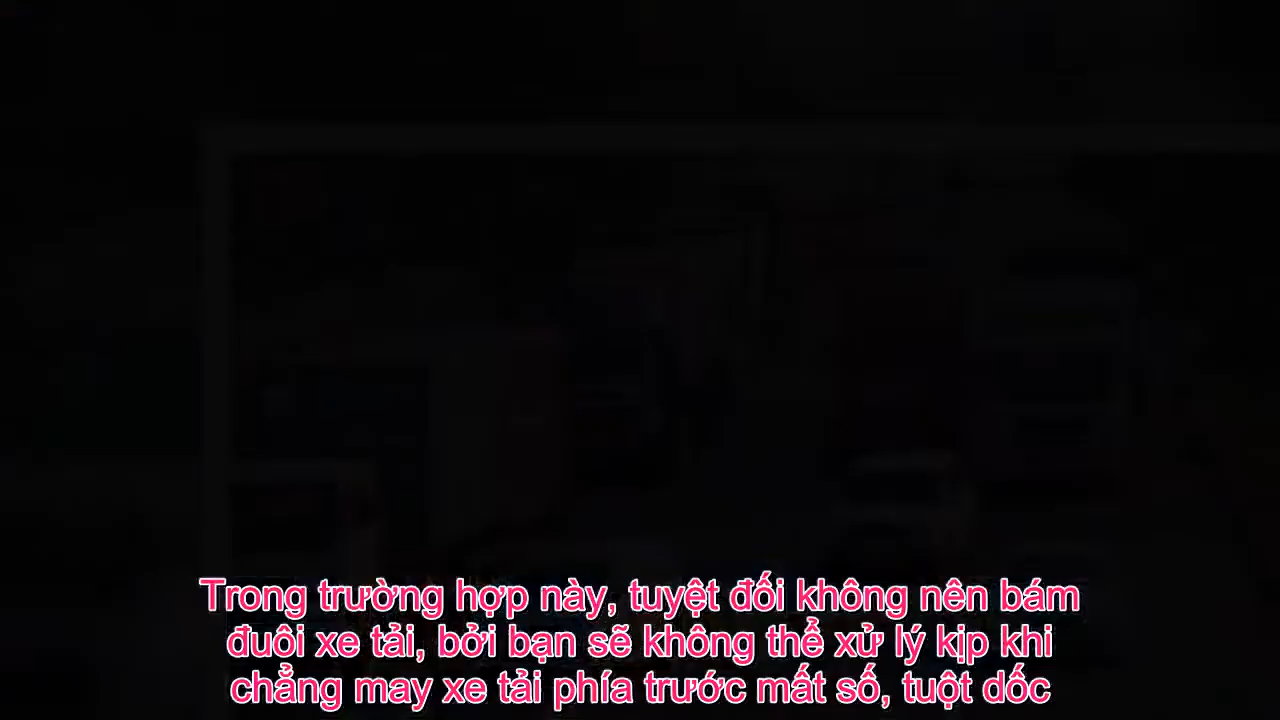 Trong trường hợp này, tuyệt đối không nên bám
đuôi xe tải, bởi bạn sẽ không thể xử lý kịp khi
chẳng may xe tải phía trước mất số, tuột dốc